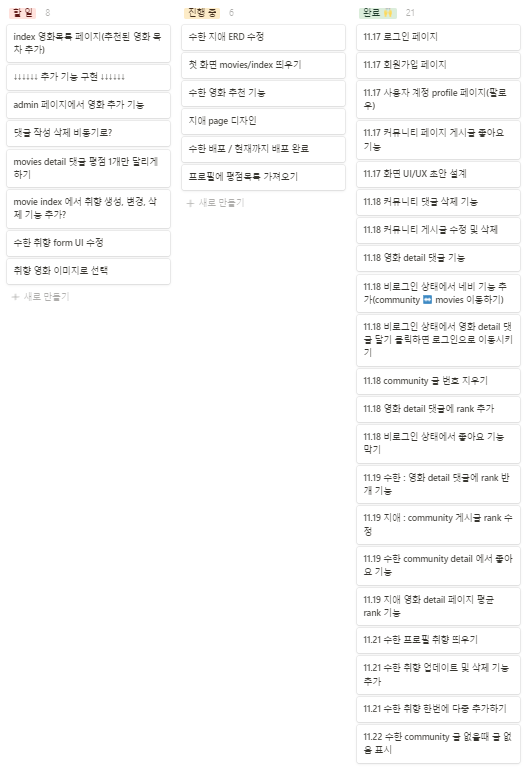 할 일 8
index 영화목록 페이지(추천된 영화 목
차 추가)
↓↓↓↓↓↓ 추가 기능 구현 ↓↓↓↓↓↓
admin 페이지에서 영화 추가 기능
댓글 작성 삭제 비동기로?
movies detail 댓글 평점 1개만 달리게
하기
movie index 에서 취향 생성, 변경, 삭
제 기능 추가?
수한 취향 form UI 수정
취향 영화 이미지로 선택
+ 새로 만들기
진행 중 6
수한 지애 ERD 수정
첫 화면 movies/index 띄우기
수한 영화 추천 기능
지애 page 디자인
수한 배포 / 현재까지 배포 완료
프로필에 평점목록 가져오기
+ 새로 만들기
완료 🙌 21
11.17 로그인 페이지
11.17 회원가입 페이지
11.17 사용자 계정 profile 페이지(팔로
우)
11.17 커뮤니티 페이지 게시글 좋아요
기능
11.17 화면 UI/UX 초안 설계
11.18 커뮤니티 댓글 삭제 기능
11.18 커뮤니티 게시글 수정 및 삭제
11.18 영화 detail 댓글 기능
11.18 비로그인 상태에서 네비 기능 추
가(community ↔️ movies 이동하기)
11.18 비로그인 상태에서 영화 detail 댓
글 달기 클릭하면 로그인으로 이동시키
기
11.18 community 글 번호 지우기
11.18 영화 detail 댓글에 rank 추가
11.18 비로그인 상태에서 좋아요 기능
막기
11.19 수한 : 영화 detail 댓글에 rank 반
개 기능
11.19 지애 : community 게시글 rank 수
정
11.19 수한 community detail 에서 좋아
요 기능
11.19 지애 영화 detail 페이지 평균
rank 기능
11.21 수한 프로필 취향 띄우기
11.21 수한 취향 업데이트 및 삭제 기능
추가
11.21 수한 취향 한번에 다중 추가하기
11.22 수한 community 글 없을때 글 없
음 표시